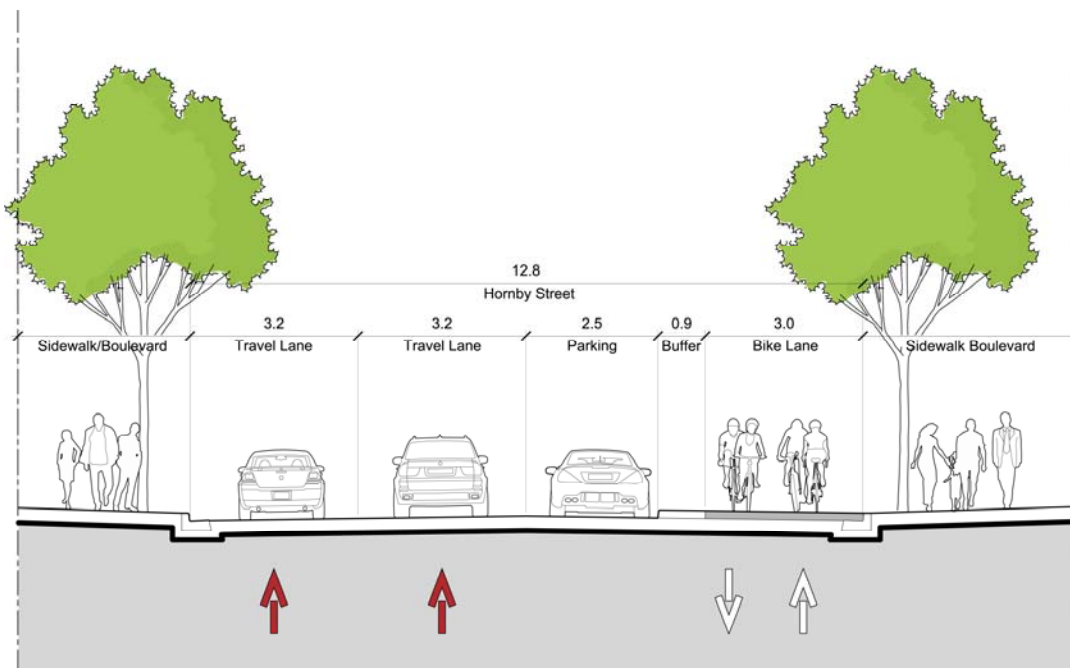 12.8
Hornby Street
3.2 3.2 2.5 0.9 3.0
Sidewalk/Boulevard Travel Lane Travel Lane Parking Buffer Bike Lane Sidewalk Boulevard